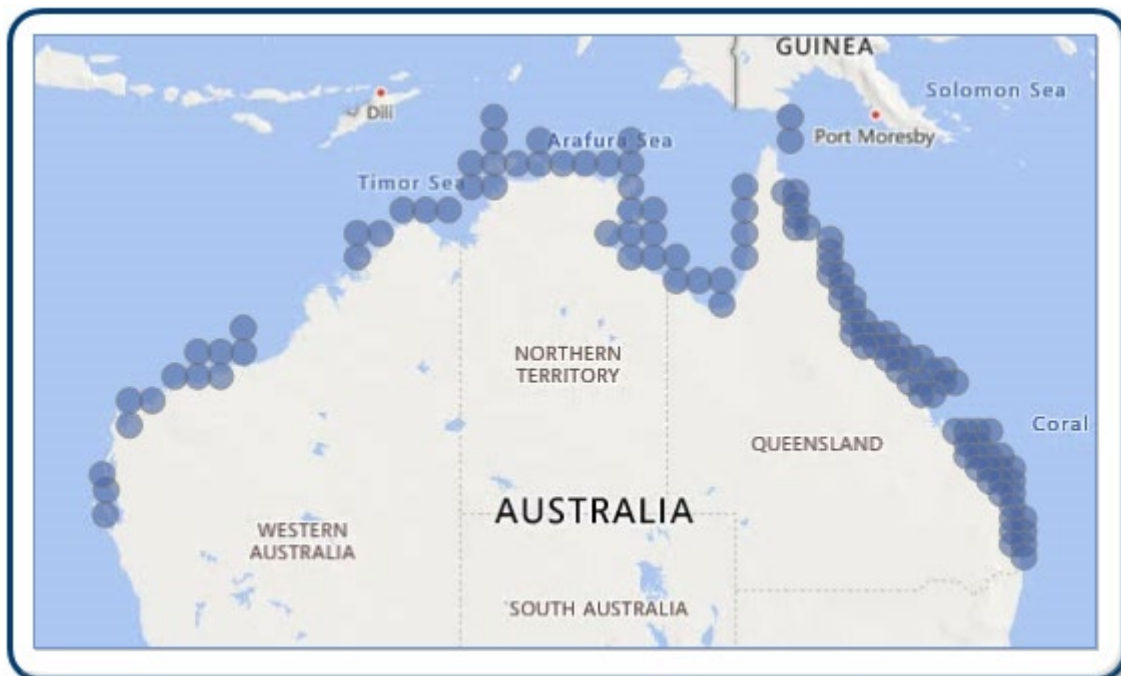 GUINEA
Solomon Sea
Dili
Port Moresby
Arafura Sea
Timor Sea
NORTHERN
TERRITORY
Coral
QUEENSLAND
AUSTRALIA
WESTERN
AUSTRALIA
SOUTH AUSTRALIA